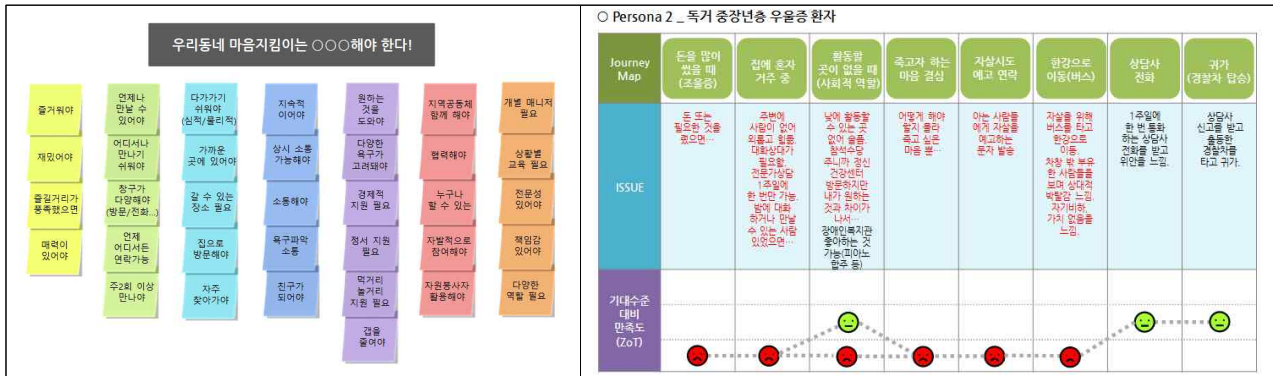 우리동네 마음지킴이는 ○○○해야 한다!
즐거워야
재밌어야
즐길거리가
풍족했으면
매력이
있어야
언제나
만날 수
있어야
어디서나
만나기
쉬워야
창구가
다양해야
(방문/전화...)
언제
어디서든
연락가능
주2회 이상
만나야
다가가기
쉬워야
(심적/물리적)
가까운
곳에 있어야
갈 수 있는
장소 필요
집으로
방문해야
자주
찾아가야
지속적
이어야
상시 소통
가능해야
소통해야
욕구파악
소통
친구가
되어야
원하는
것을
도와야
다양한
욕구가
고려돼야
경제적
지원 필요
정서 지원
필요
먹거리
놀거리
지원 필요
갭을
줄여야
지역공동체
함께 해야
협력해야
누구나
할 수 있는
자발적으로
참여해야
자원봉사자
활용해야
개별 매니저
필요
상황별
교육 필요
전문성
있어야
책임감
있어야
다양한
역할 필요
○ Persona 2 _ 독거 중장년층 우울증 환자
Journey
Map
돈을 많이
썼을 때
(조울증)
집에 혼자
거주 중
활동할
곳이 없을 때
(사회적 역할)
죽고자 하는
마음 결심
자살시도
예고 연락
한강으로
이동(버스)
상담사
전화
귀가
(경찰차 탑승)
ISSUE
돈 또는
필요한 것을
줬으면…
주변에
사람이 없어
외롭고 힘듦.
대화상대가
필요함.
전문가상담
1주일에
한 번만 가능.
밤에 대화
하거나 만날
수 있는 사람
있었으면…
낮에 활동할
수 있는 곳
없어 슬픔.
참석수당
주니까 정신
건강센터
방문하지만
내가 원하는
것과 차이가
나서…
장애인복지관
좋아하는 것
가능(피아노
합주 등)
어떻게 해야
할지 몰라
죽고 싶은
마음 뿐…
아는 사람들
에게 자살을
예고하는
문자 발송
자살을 위해
버스를 타고
한강으로
이동.
차창 밖 부유
한 사람들을
보며 상대적
박탈감 느낌.
자기비하,
가치 없음을
느낌.
1주일에
한 번 통화
하는 상담사
전화를 받고
위안을 느낌.
상담사
신고를 받고
출동한
경찰차를
타고 귀가.
기대수준
대비
만족도
(ZoT)